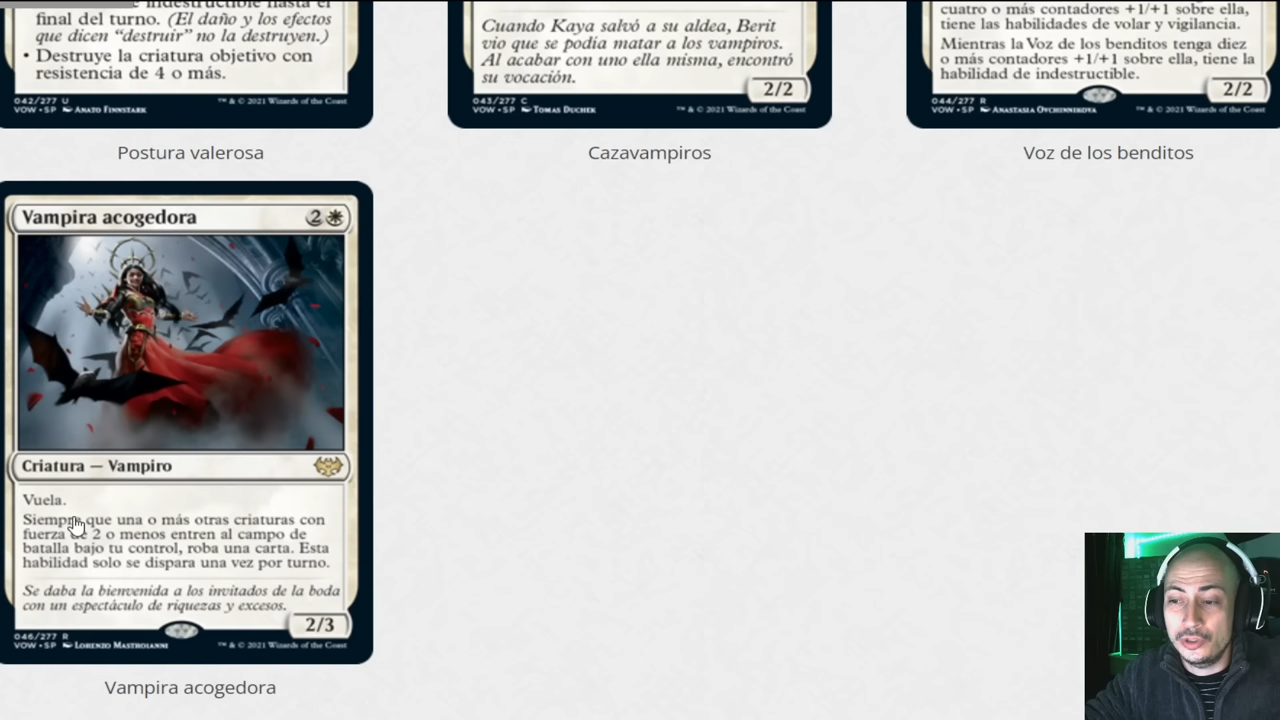 indestructible hasta el
final del turno. (El daño y los efectos
que dicen “destruir” no la destruyen.)
• Destruye la criatura objetivo con
resistencia de 4 o más.
042/277 U
VOW • SP Anato Finnstark
™ & © 2021 Wizards of the Coast
Postura valerosa
Cuando Kaya salvó a su aldea, Berit
vio que se podía matar a los vampiros.
Al acabar con uno ella misma, encontró
su vocación.
2/2
043/277 C
VOW • SP Tomas Duchek
™ & © 2021 Wizards of the Coast
Cazavampiros
cuatro o más contadores +1/+1 sobre ella,
tiene las habilidades de volar y vigilancia.
Mientras la Voz de los benditos tenga diez
o más contadores +1/+1 sobre ella, tiene la
habilidad de indestructible.
2/2
044/277 R
VOW • SP Anastasia Ovchinnikova
™ & © 2021 Wizards of the Coast
Voz de los benditos
Vampira acogedora 2
Criatura — Vampiro
Vuela.
Siempre que una o más otras criaturas con
fuerza de 2 o menos entren al campo de
batalla bajo tu control, roba una carta. Esta
habilidad solo se dispara una vez por turno.
Se daba la bienvenida a los invitados de la boda
con un espectáculo de riquezas y excesos.
2/3
046/277 R
VOW • SP Lorenzo Mastroianni
™ & © 2021 Wizards of the Coast
Vampira acogedora